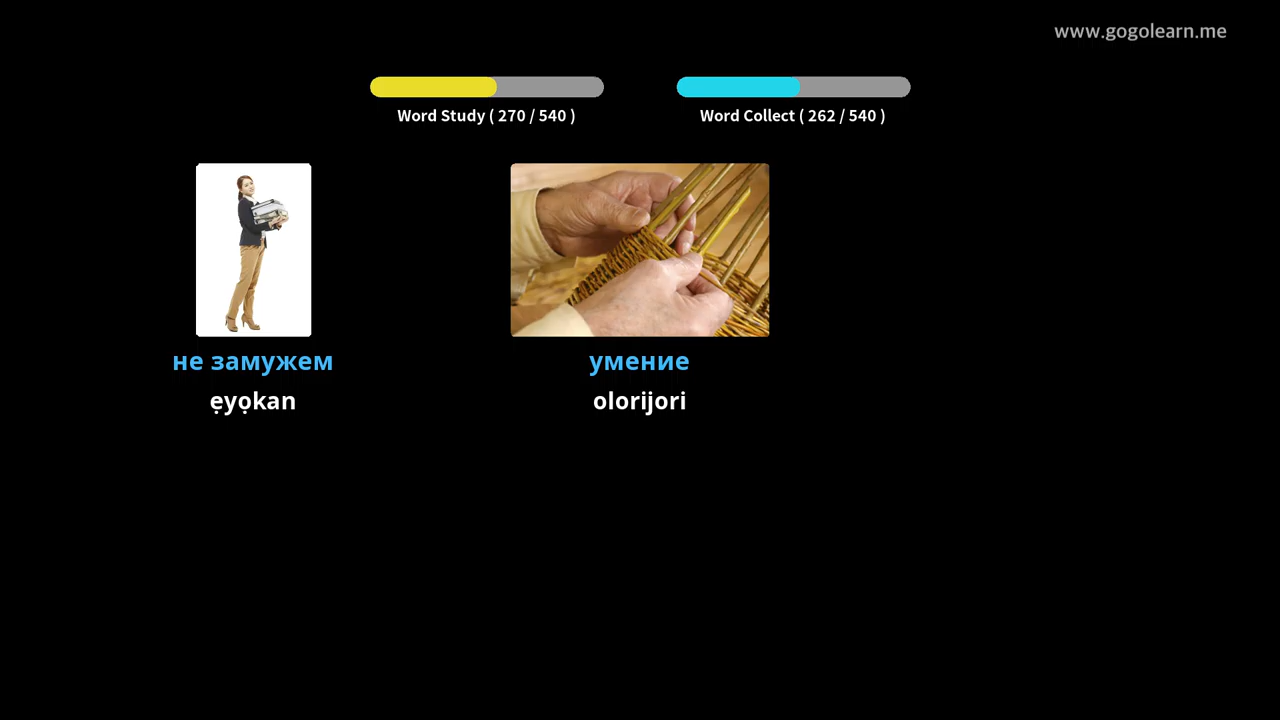 www.gogolearn.me
Word Study ( 270 / 540 )
Word Collect ( 262 / 540 )
не замужем
ẹyọkan
умение
olorijori